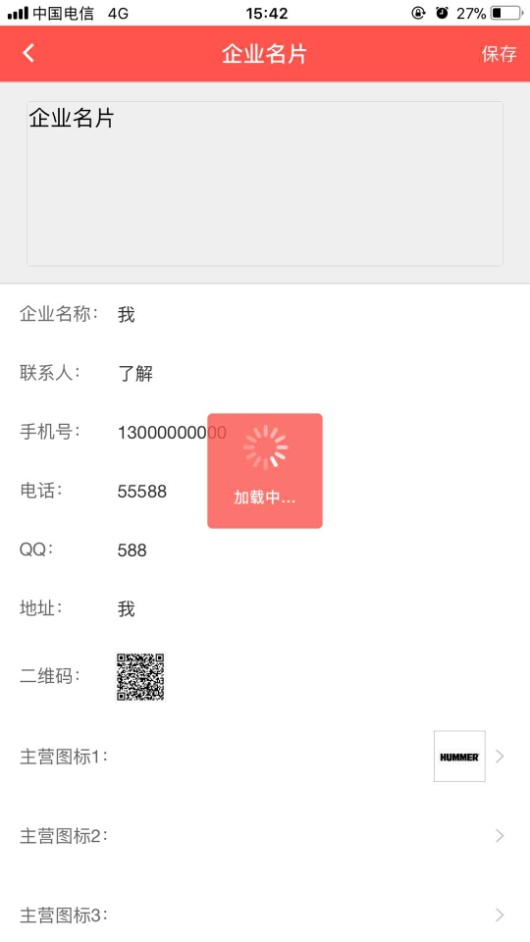 中国电信 4G 15:42 27%
企业名片 保存
企业名片
企业名称： 我
联系人： 了解
手机号： 13000000000
电话： 55588
加载中...
QQ： 588
地址： 我
二维码：
主营图标1： HUMMER
主营图标2：
主营图标3：